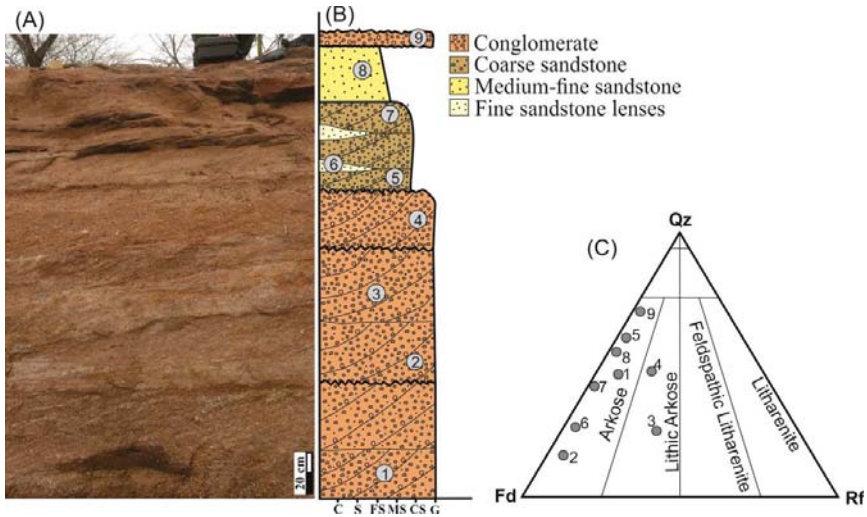 (A)
20 cm
(B)
9
8
7
6
5
4
3
2
1
C S FS MS CS G
Conglomerate
Coarse sandstone
Medium-fine sandstone
Fine sandstone lenses
(C)
Qz
9
5
8
1
4
7
6
3
2
Arkose
Lithic Arkose
Feldspathic Litharenite
Litharenite
Fd
Rf